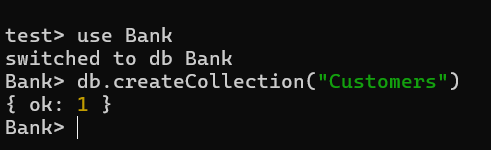 test> use Bank
switched to db Bank
Bank> db.createCollection("Customers")
{ ok: 1 }
Bank>